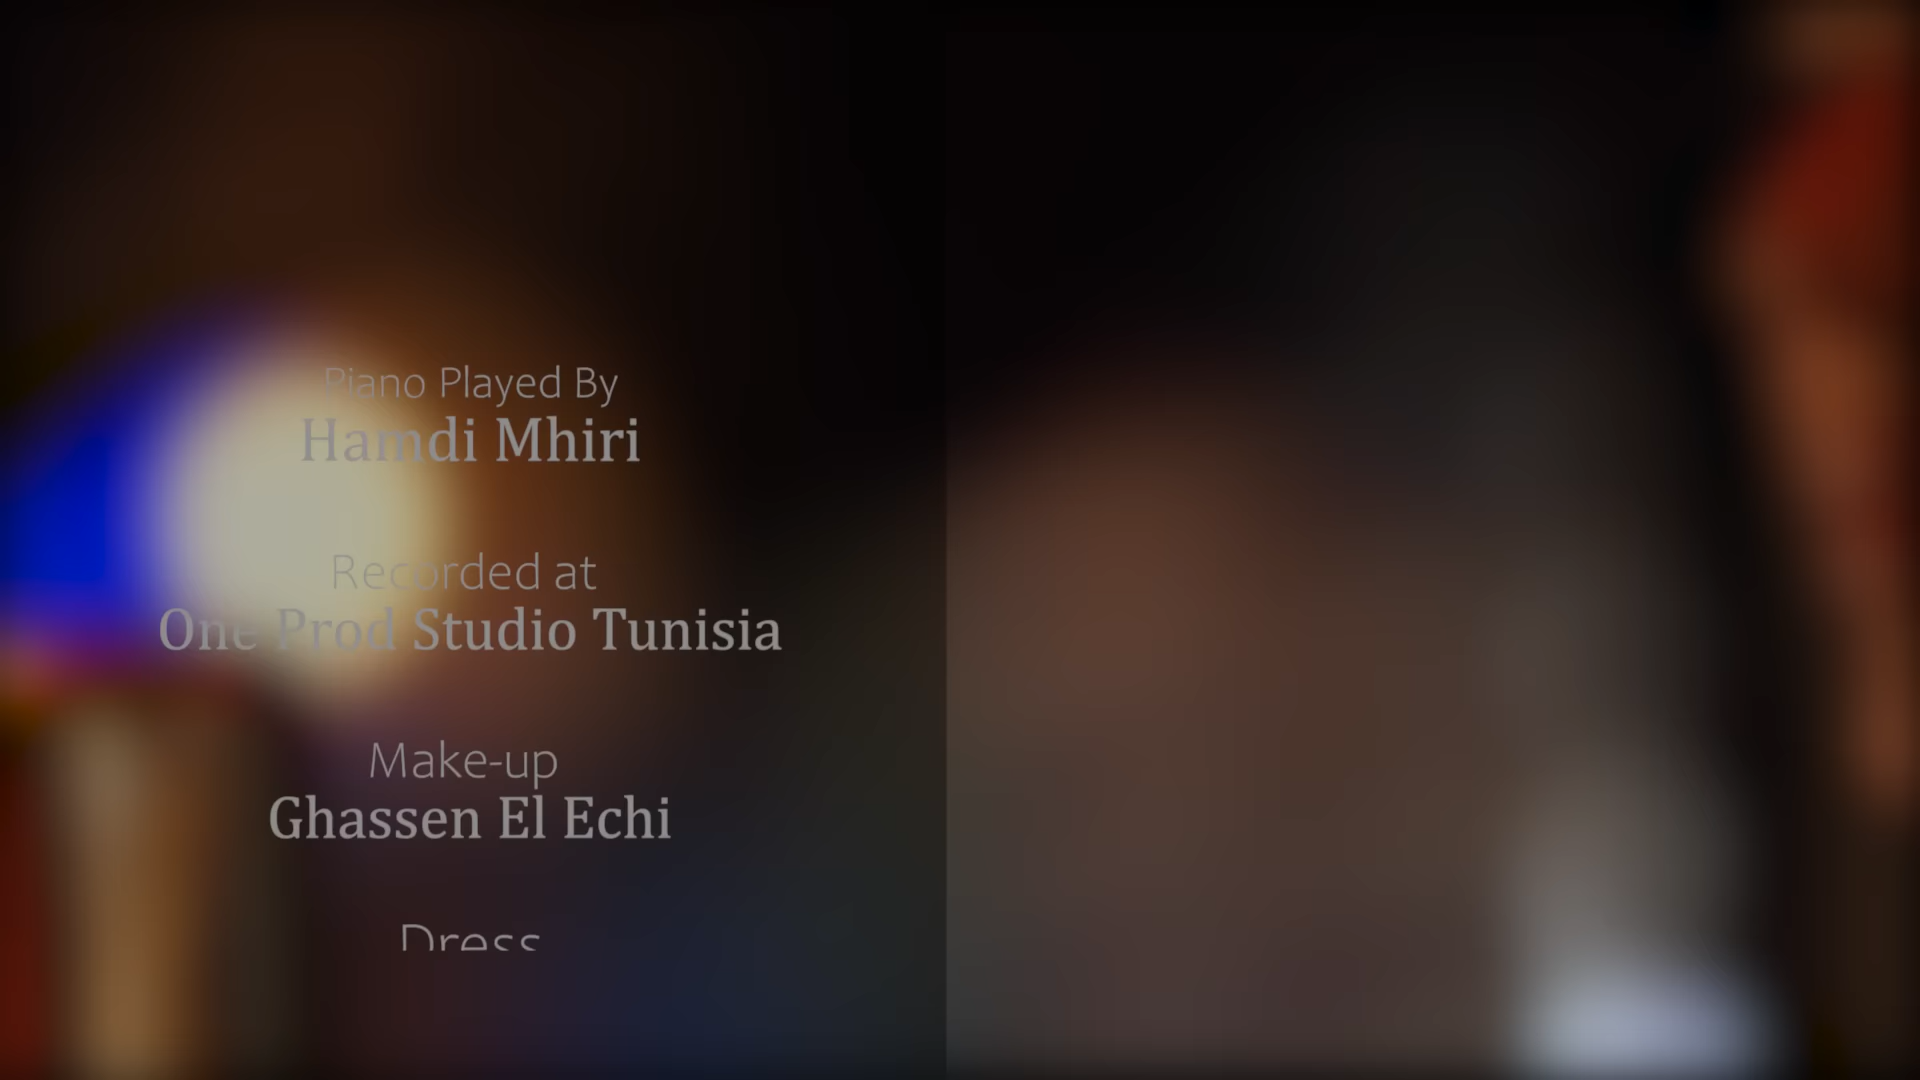 Piano Played By
Hamdi Mhiri
Recorded at
One Prod Studio Tunisia
Make-up
Ghassen El Echi
Dress